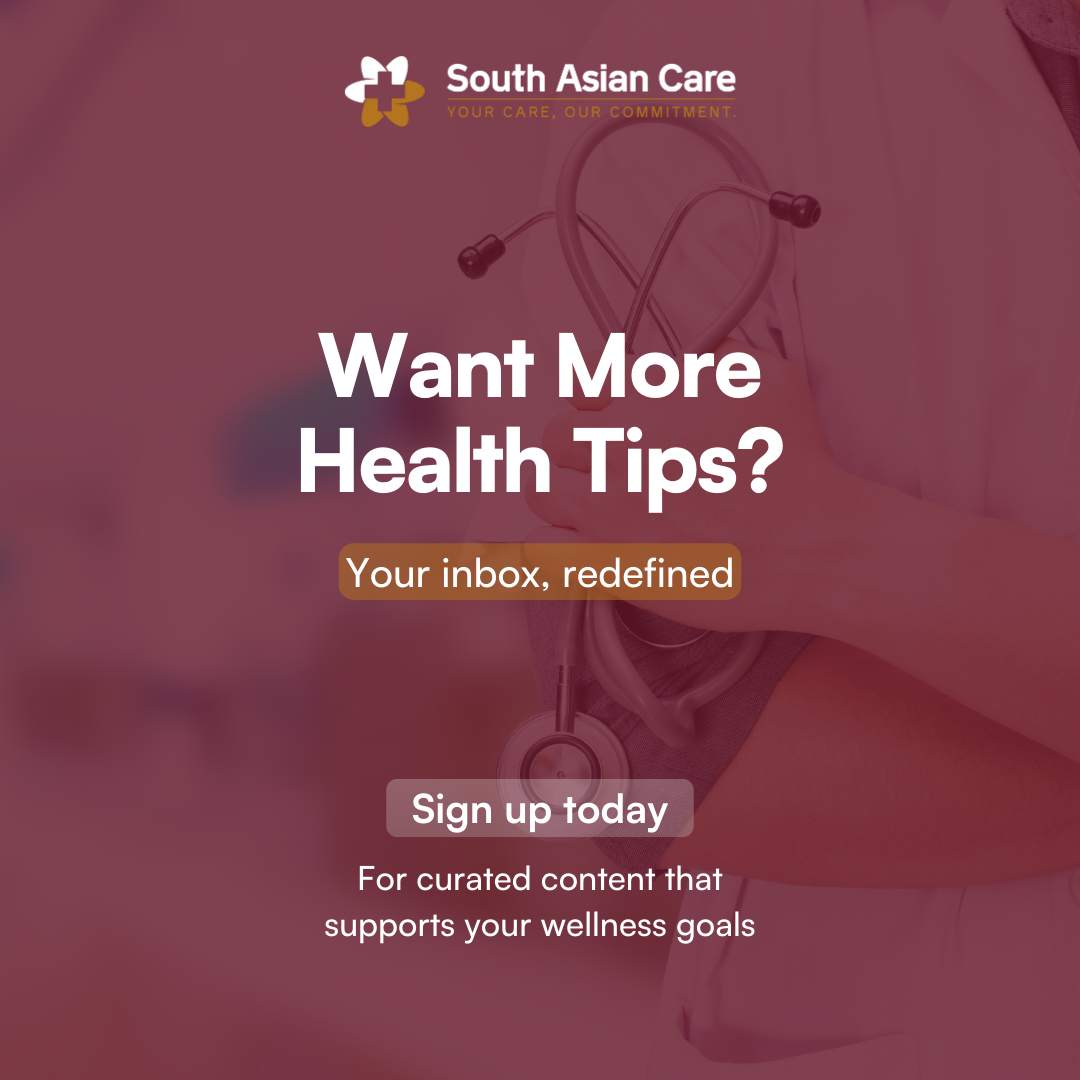 South Asian Care
YOUR CARE, OUR COMMITMENT.
Want More
Health Tips?
Your inbox, redefined
Sign up today
For curated content that
supports your wellness goals